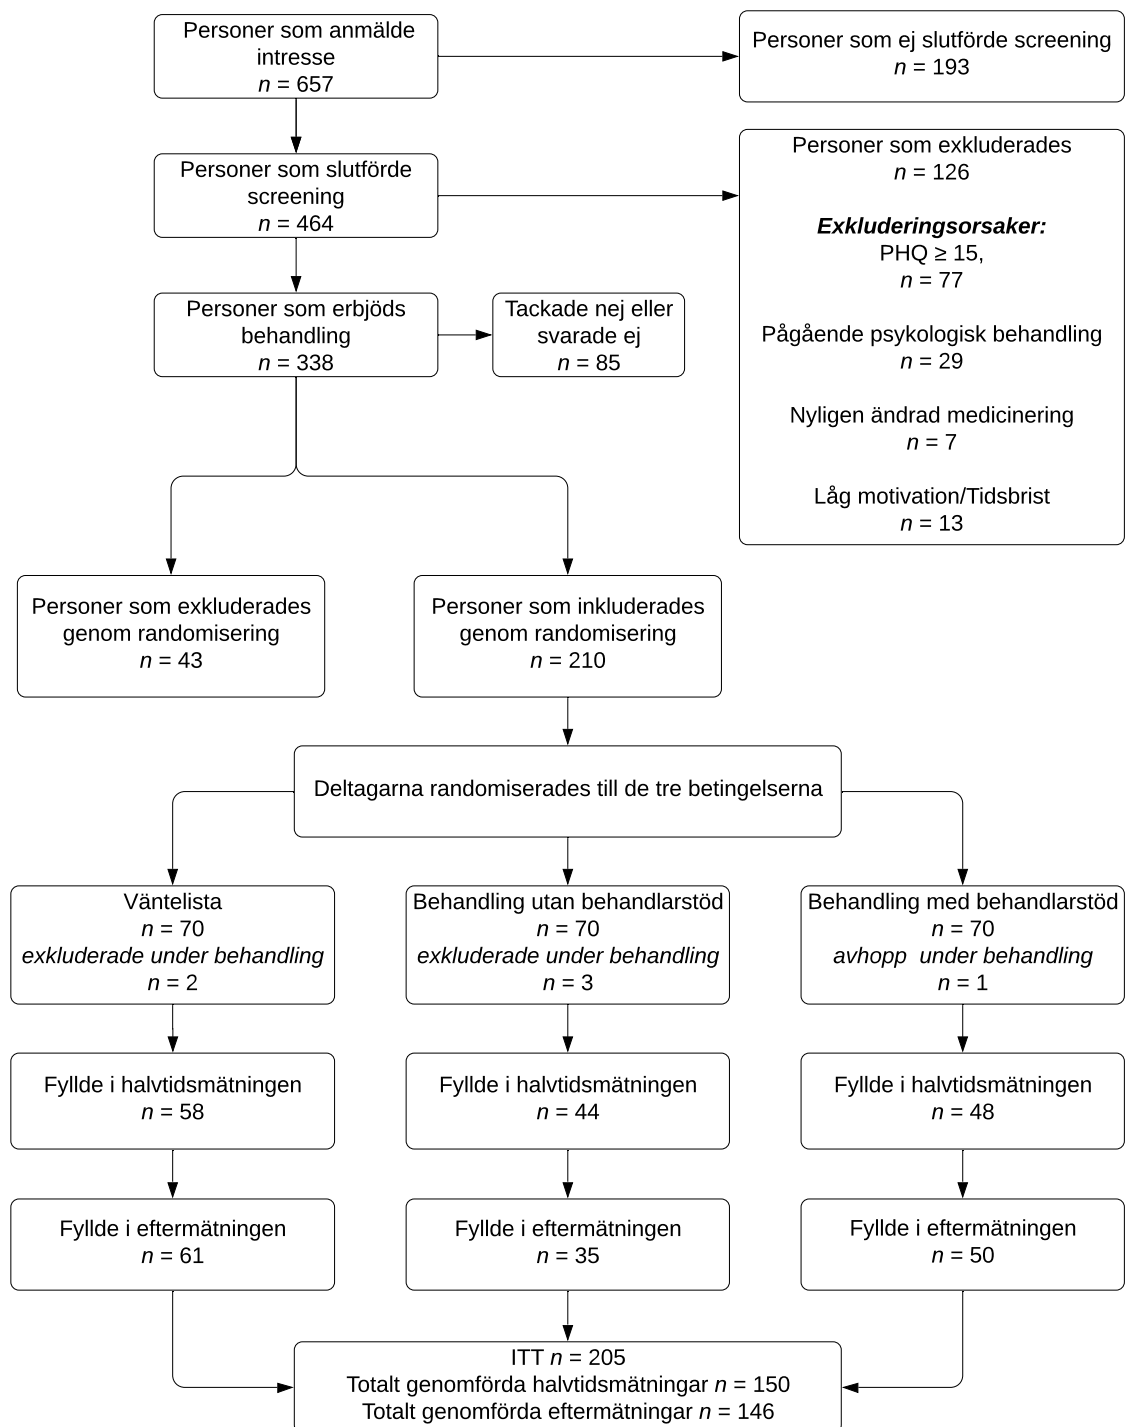 Personer som anmälde
intresse
n = 657
Personer som ej slutförde screening
n = 193
Personer som slutförde
screening
n = 464
Personer som exkluderades
n = 126
Exkluderingsorsaker:
PHQ ≥ 15,
n = 77
Pågående psykologisk behandling
n = 29
Nyligen ändrad medicinering
n = 7
Låg motivation/Tidsbrist
n = 13
Personer som erbjöds
behandling
n = 338
Tackade nej eller
svarade ej
n = 85
Personer som exkluderades
genom randomisering
n = 43
Personer som inkluderades
genom randomisering
n = 210
Deltagarna randomiserades till de tre betingelserna
Väntelista
n = 70
exkluderade under behandling
n = 2
Behandling utan behandlarstöd
n = 70
exkluderade under behandling
n = 3
Behandling med behandlarstöd
n = 70
avhopp  under behandling
n = 1
Fyllde i halvtidsmätningen
n = 58
Fyllde i halvtidsmätningen
n = 44
Fyllde i halvtidsmätningen
n = 48
Fyllde i eftermätningen
n = 61
Fyllde i eftermätningen
n = 35
Fyllde i eftermätningen
n = 50
ITT n = 205
Totalt genomförda halvtidsmätningar n = 150
Totalt genomförda eftermätningar n = 146